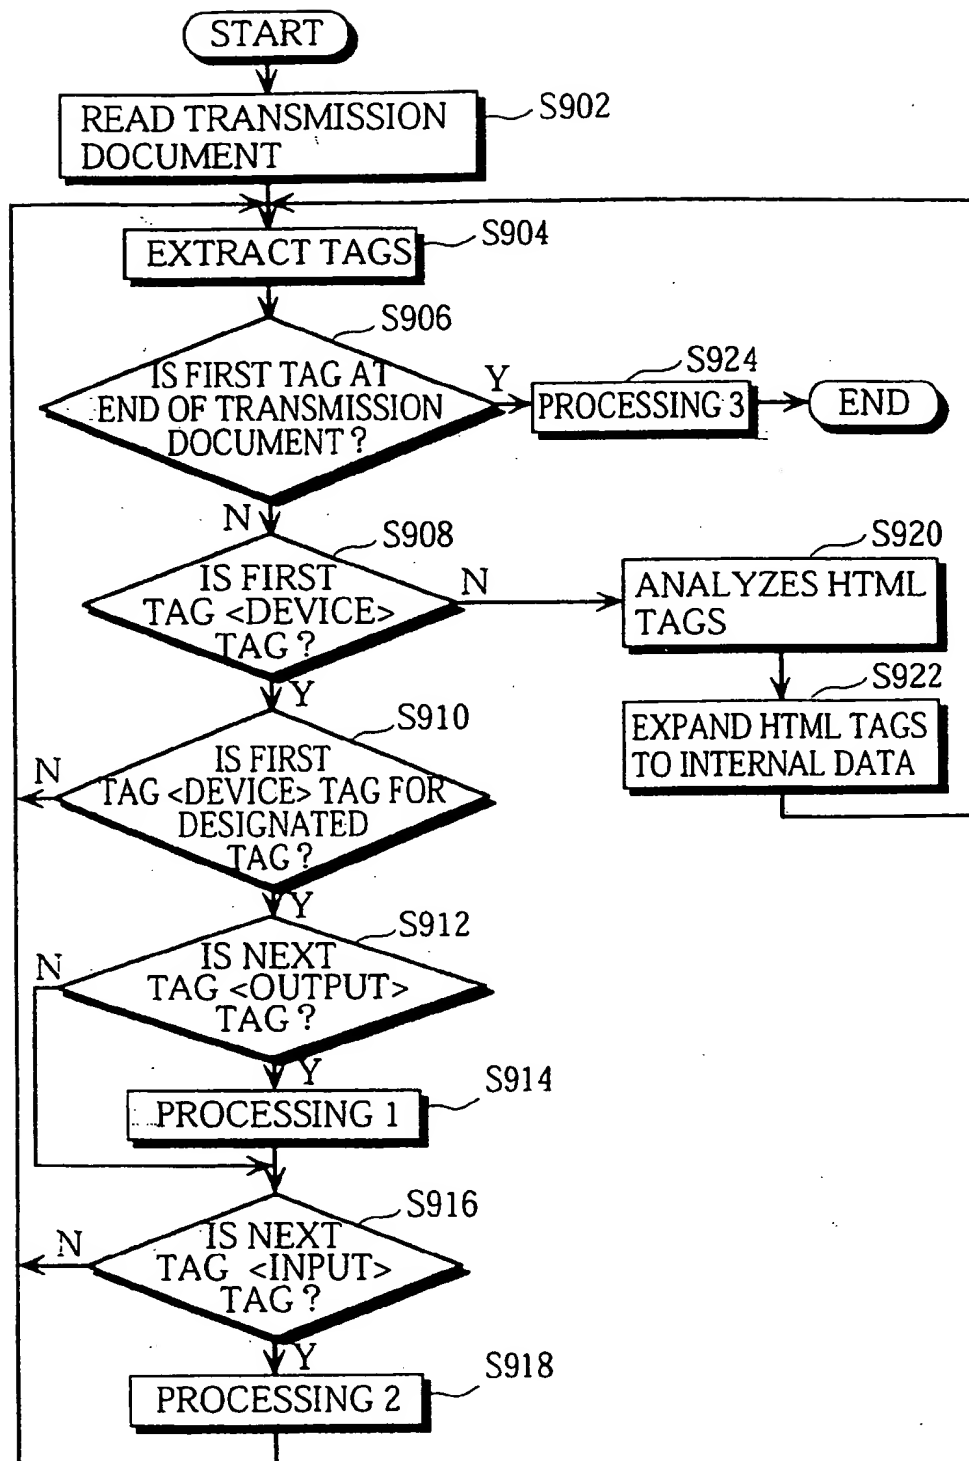 START
READ TRANSMISSION
DOCUMENT
S902
EXTRACT TAGS
S904
S906
IS FIRST TAG AT
END OF TRANSMISSION
DOCUMENT ?
Y
S924
PROCESSING 3
END
N
S908
IS FIRST
TAG <DEVICE>
TAG ?
N
S920
ANALYZES HTML
TAGS
Y
S922
EXPAND HTML TAGS
TO INTERNAL DATA
S910
IS FIRST
TAG <DEVICE> TAG FOR
DESIGNATED
TAG ?
N
Y
S912
IS NEXT
TAG <OUTPUT>
TAG ?
N
Y
S914
PROCESSING 1
S916
IS NEXT
TAG <INPUT>
TAG ?
N
Y
S918
PROCESSING 2